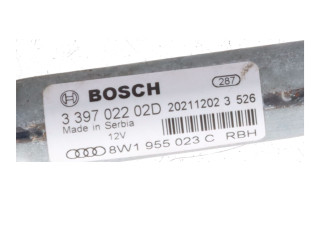 BOSCH
287
3 397 022 02D 20211202 3 526
Made in Serbia
12V
8W1 955 023 C RBH